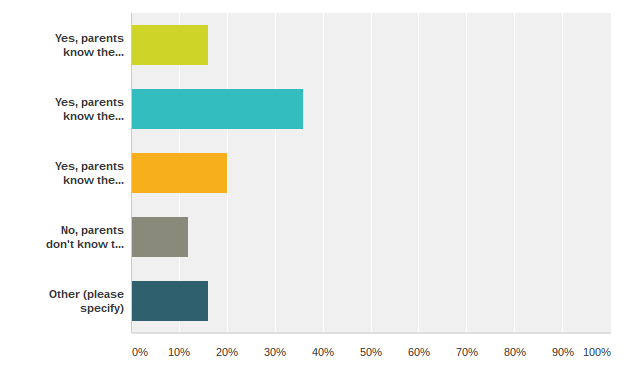 Yes, parents
know the...
Yes, parents
know the...
Yes, parents
know the...
No, parents
don't know t...
Other (please
specify)
0% 10% 20% 30% 40% 50% 60% 70% 80% 90% 100%